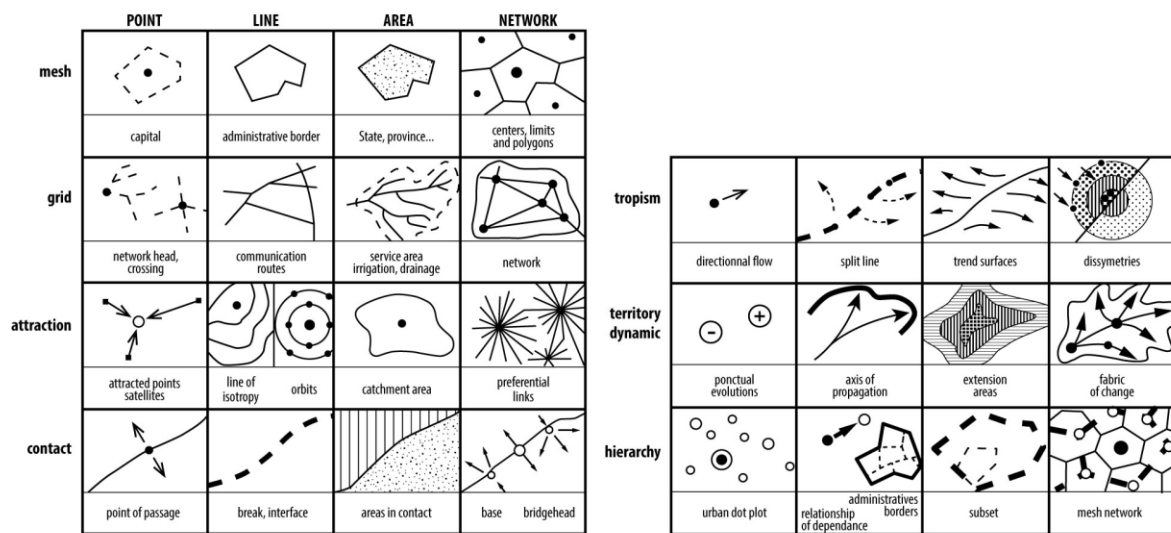 POINT LINE AREA NETWORK
mesh
capital administrative border State, province... centers, limits
and polygons
grid
network head, communication service area network
crossing routes irrigation, drainage
attraction
attracted points line of orbits catchment area preferential
satellites isotropy links
contact
point of passage break, interface areas in contact base bridgehead
tropism
directionnal flow split line trend surfaces dissymetries
territory
dynamic
- +
ponctual axis of extension fabric
evolutions propagation areas of change
hierarchy
urban dot plot relationship administratives subset mesh network
of dependance borders